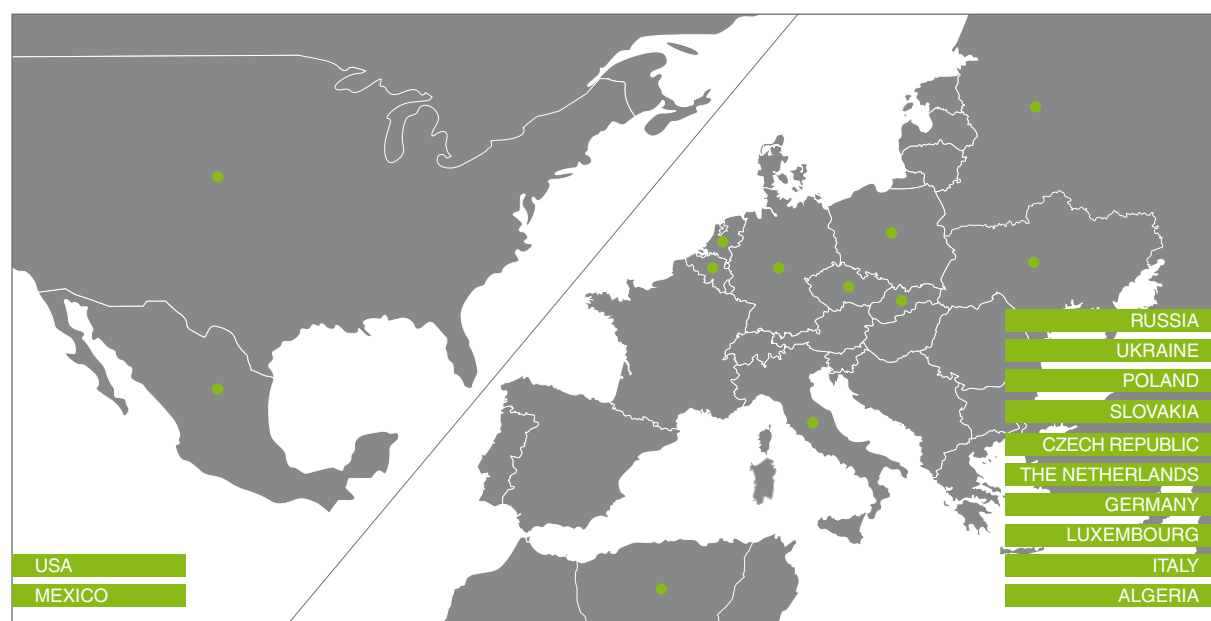 USA
MEXICO
RUSSIA
UKRAINE
POLAND
SLOVAKIA
CZECH REPUBLIC
THE NETHERLANDS
GERMANY
LUXEMBOURG
ITALY
ALGERIA